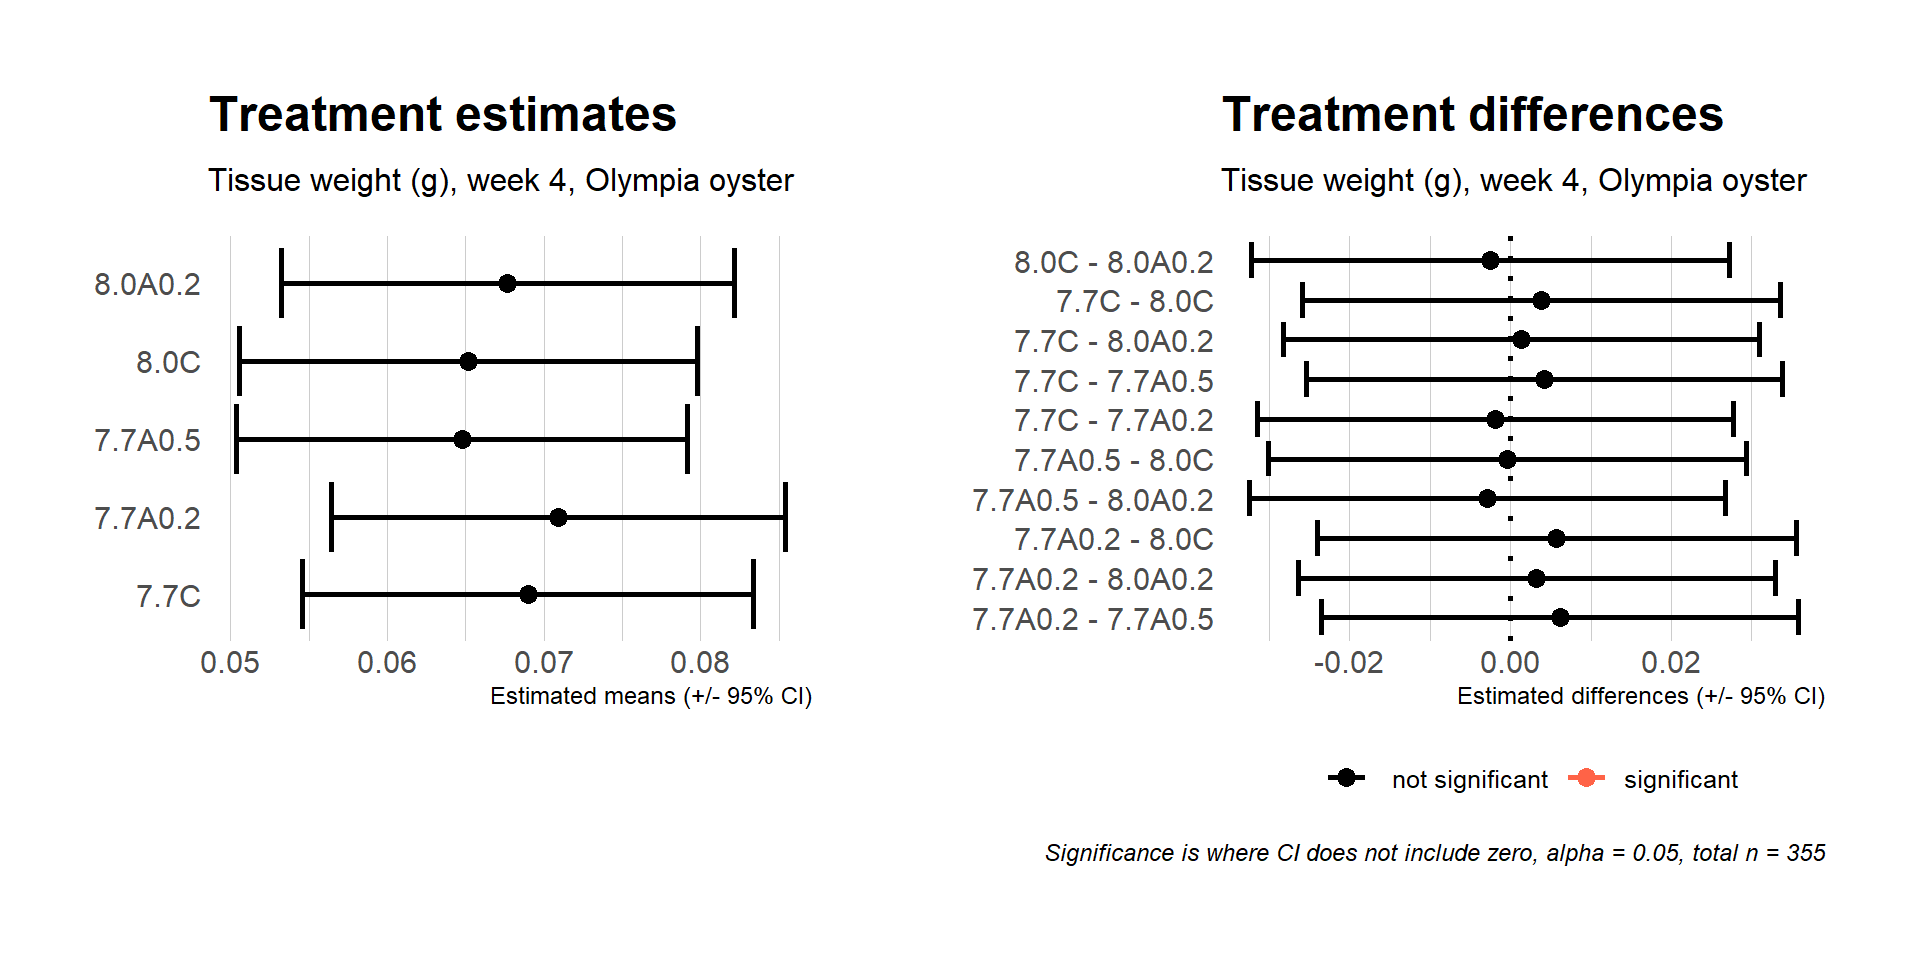 Treatment estimates
Tissue weight (g), week 4, Olympia oyster
8.0A0.2
8.0C
7.7A0.5
7.7A0.2
7.7C
0.05 0.06 0.07 0.08
Estimated means (+/- 95% CI)
Treatment differences
Tissue weight (g), week 4, Olympia oyster
8.0C - 8.0A0.2
7.7C - 8.0C
7.7C - 8.0A0.2
7.7C - 7.7A0.5
7.7C - 7.7A0.2
7.7A0.5 - 8.0C
7.7A0.5 - 8.0A0.2
7.7A0.2 - 8.0C
7.7A0.2 - 8.0A0.2
7.7A0.2 - 7.7A0.5
-0.02 0.00 0.02
Estimated differences (+/- 95% CI)
not significant significant
Significance is where CI does not include zero, alpha = 0.05, total n = 355